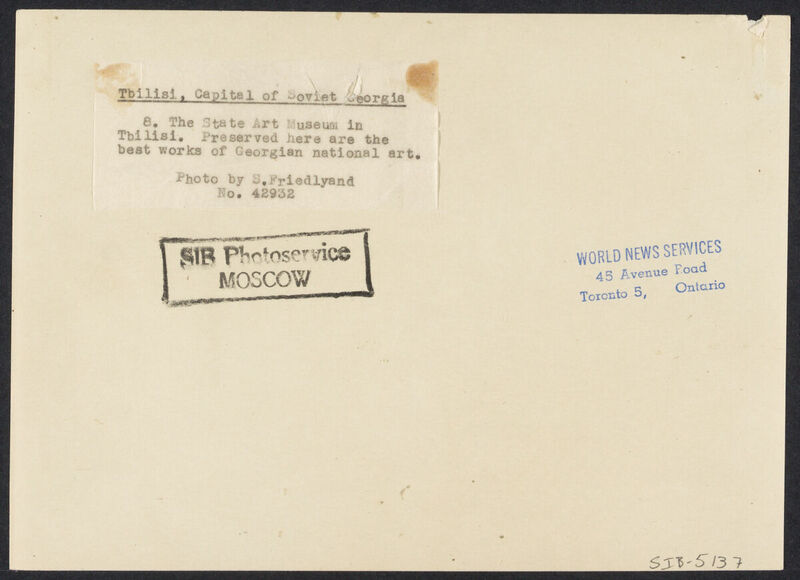 Tbilisi, Capital of Soviet Georgia
8. The State Art Museum in
Tbilisi. Preserved here are the
best works of Georgian national art.
Photo by S.Friedlyand
No. 42932
SIB Photoservice
MOSCOW
WORLD NEWS SERVICES
45 Avenue Road
Toronto 5, Ontario
SIB-5137